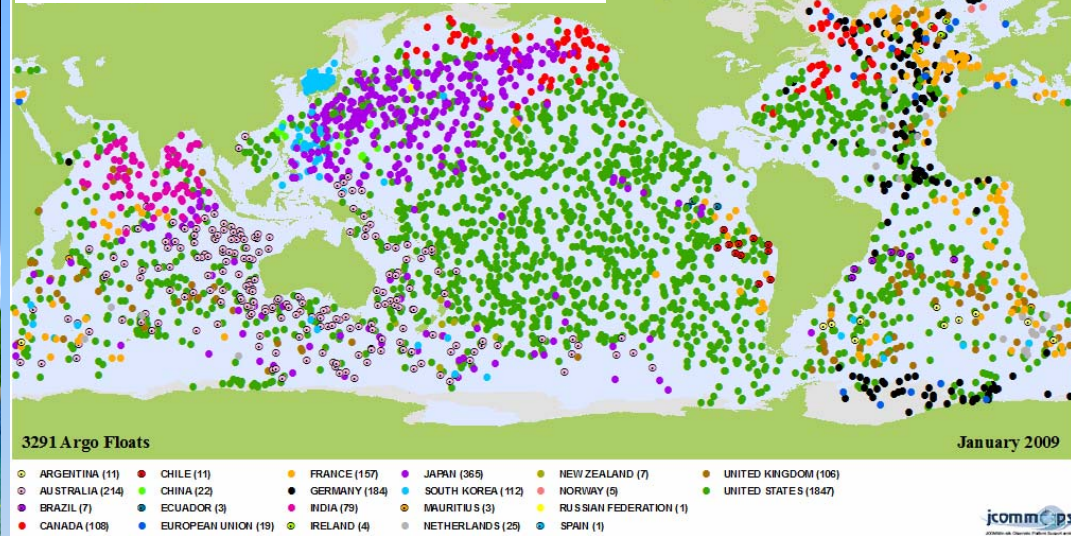 3291 Argo Floats
January 2009
ARGENTINA (11) CHILE (11) FRANCE (157) JAPAN (365) NEW ZEALAND (7) UNITED KINGDOM (106)
AUSTRALIA (214) CHINA (22) GERMANY (184) SOUTH KOREA (112) NORWAY (5) UNITED STATES (1847)
BRAZIL (7) ECUADOR (3) INDIA (79) MAURITIUS (3) RUSSIAN FEDERATION (1)
CANADA (108) EUROPEAN UNION (19) IRELAND (4) NETHERLANDS (25) SPAIN (1)
jcommops